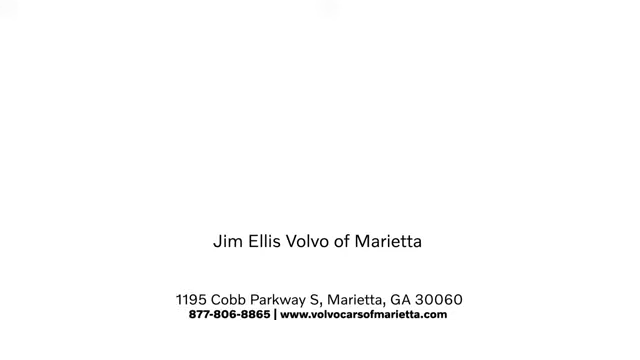 Jim Ellis Volvo of Marietta
1195 Cobb Parkway S, Marietta, GA 30060
877-806-8865 | www.volvocarsofmarietta.com